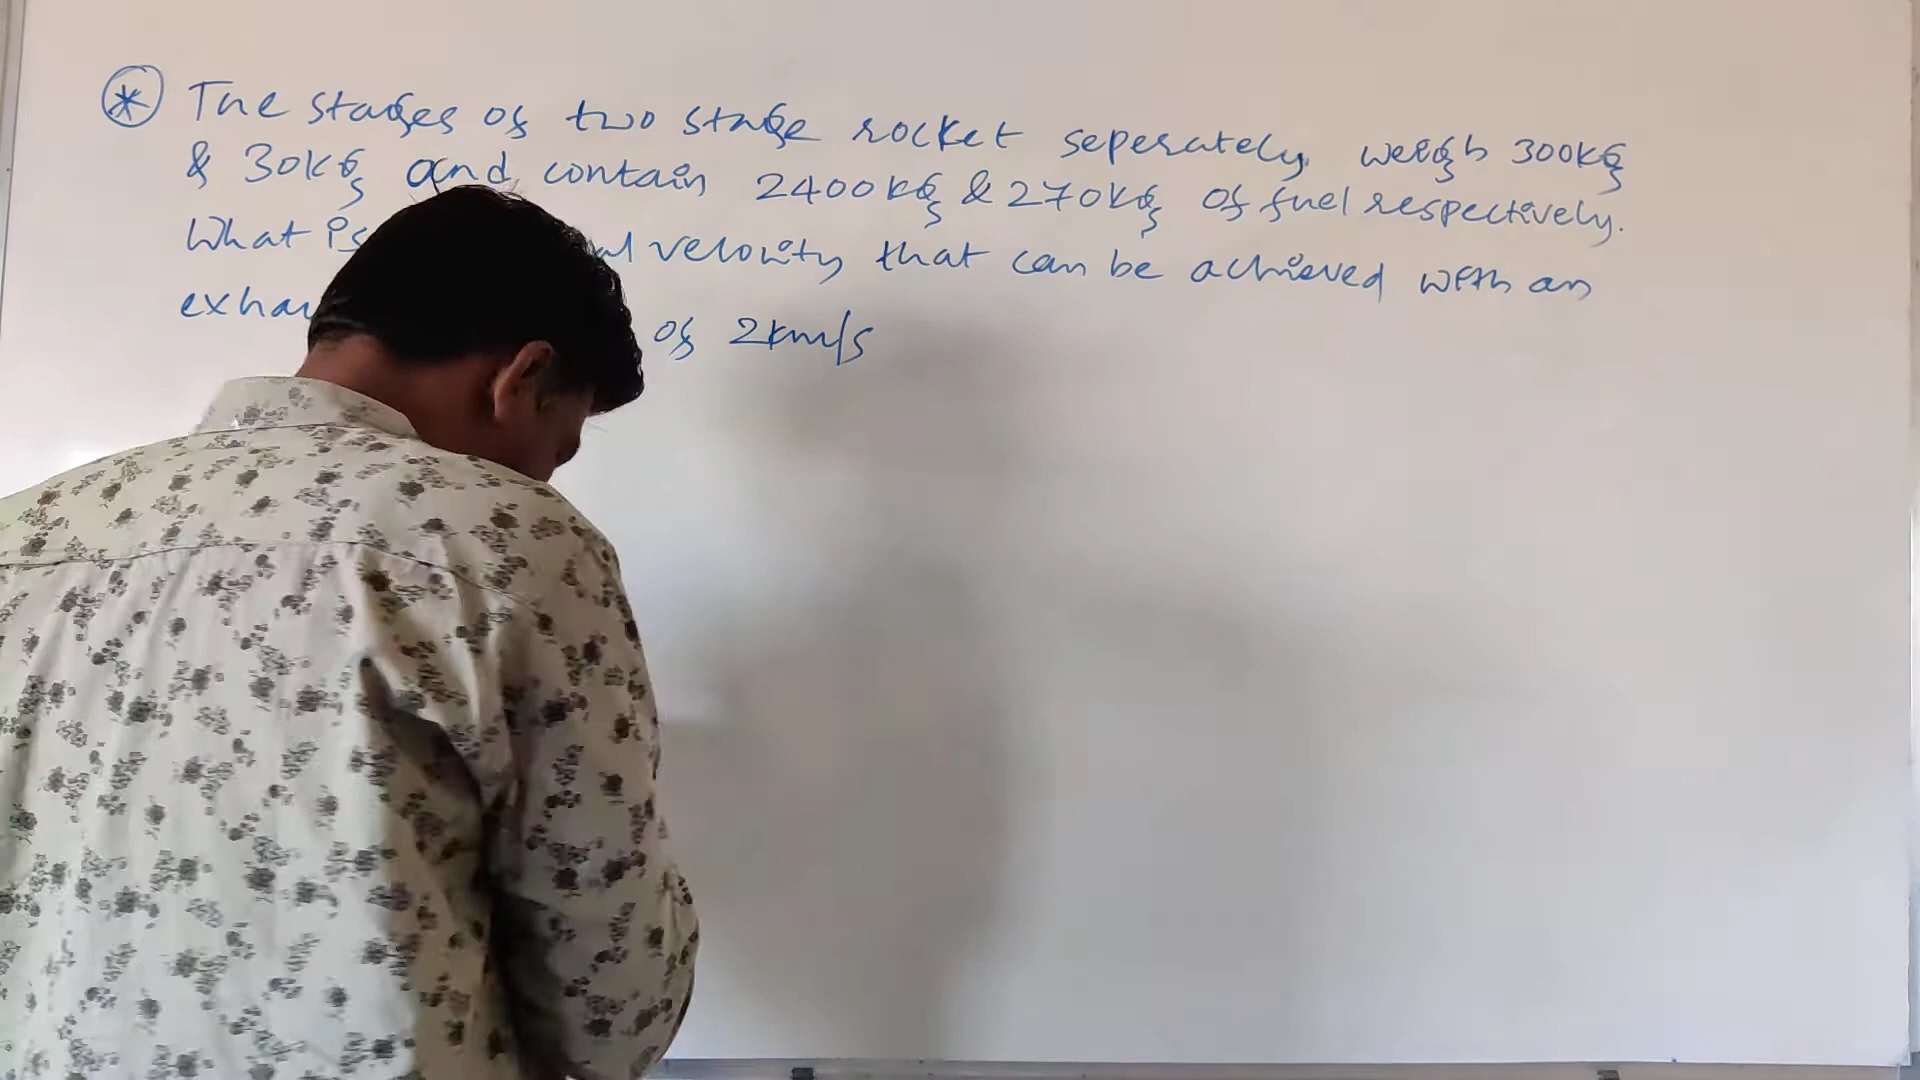 * The stages of two stage rocket seperately weigh 300kg
& 30kg and contain 2400kg & 270kg of fuel respectively.
What is velocity that can be achieved with an
of 2km/s